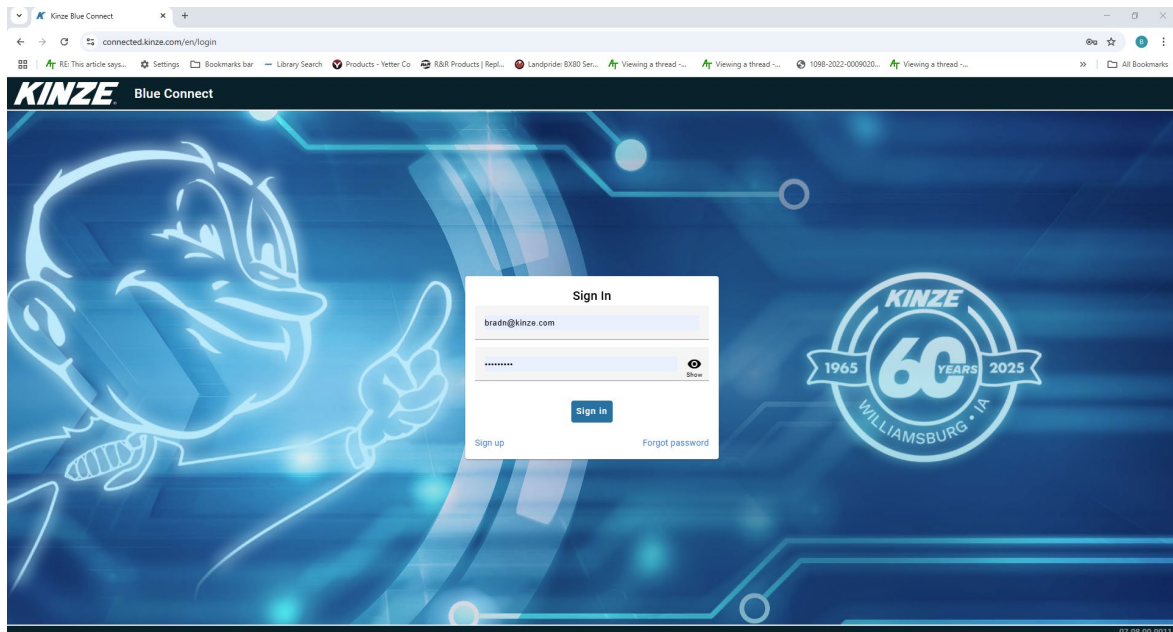 Kinze Blue Connect
connected.kinze.com/en/login
RE: This article says... Settings Bookmarks bar Library Search Products - Yetter Co R&R Products | Repl... Landpride: BX80 Ser... Viewing a thread -... Viewing a thread -... 1098-2022-0009020... Viewing a thread -... » All Bookmarks
KINZE. Blue Connect
Sign In
bradn@kinze.com
Show
Sign in
Sign up Forgot password
KINZE
1965 60 YEARS 2025
WILLIAMSBURG • IA